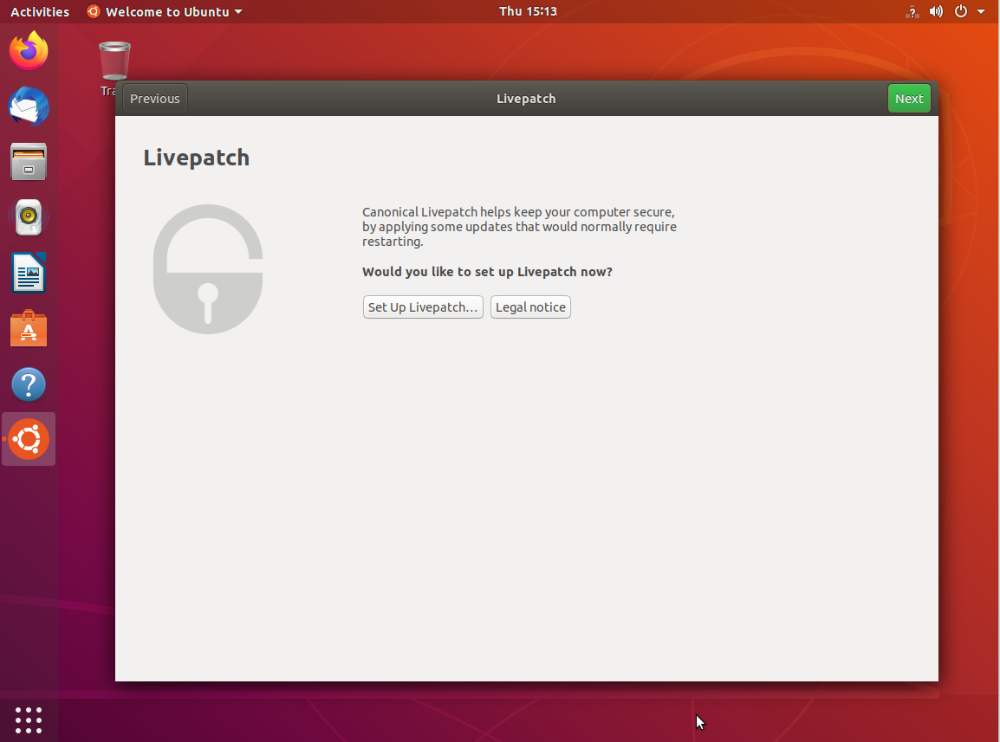 Activities Welcome to Ubuntu Thu 15:13
Previous Livepatch Next
Livepatch
Canonical Livepatch helps keep your computer secure,
by applying some updates that would normally require
restarting.
Would you like to set up Livepatch now?
Set Up Livepatch… Legal notice